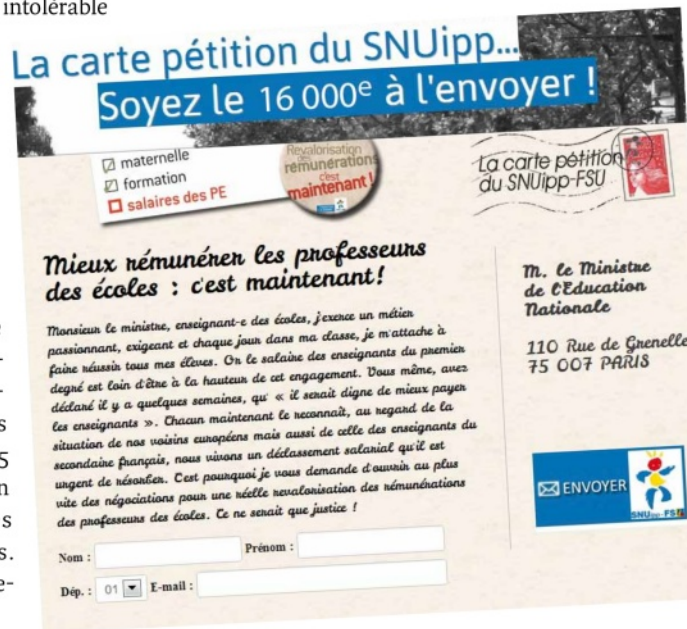 intolérable
La carte pétition du SNUipp...
Soyez le 16 000e à l'envoyer !
maternelle
formation
salaires des PE
Revalorisation
des
rémunérations
c'est
maintenant !
La carte pétition
du SNUipp-FSU
Mieux rémunérer les professeurs
des écoles : c'est maintenant!
Monsieur le ministre, enseignant-e des écoles, j'exerce un métier
passionnant, exigeant et chaque jour dans ma classe, je m'attache à
faire réussir tous mes élèves. Or le salaire des enseignants du premier
degré est loin d'être à la hauteur de cet engagement. Vous même, avez
déclaré il y a quelques semaines, qu' « il serait digne de mieux payer
les enseignants ». Chacun maintenant le reconnaît, au regard de la
situation de nos voisins européens mais aussi de celle des enseignants du
secondaire français, nous vivons un déclassement salarial qu'il est
urgent de résorber. C'est pourquoi je vous demande d'ouvrir au plus
vite des négociations pour une réelle revalorisation des rémunérations
des professeurs des écoles. Ce ne serait que justice !
Nom :
Prénom :
Dép. : 01
E-mail :
M. le Ministre
de l'Education
Nationale
110 Rue de Grenelle
75 007 PARIS
ENVOYER
SNUipp-FSU
s
5
n
s
s.
e-